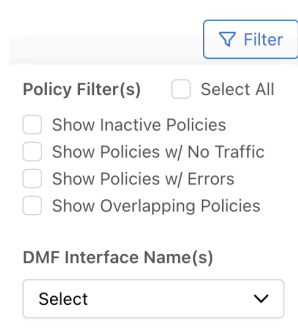 Filter
Policy Filter(s) Select All
Show Inactive Policies
Show Policies w/ No Traffic
Show Policies w/ Errors
Show Overlapping Policies
DMF Interface Name(s)
Select